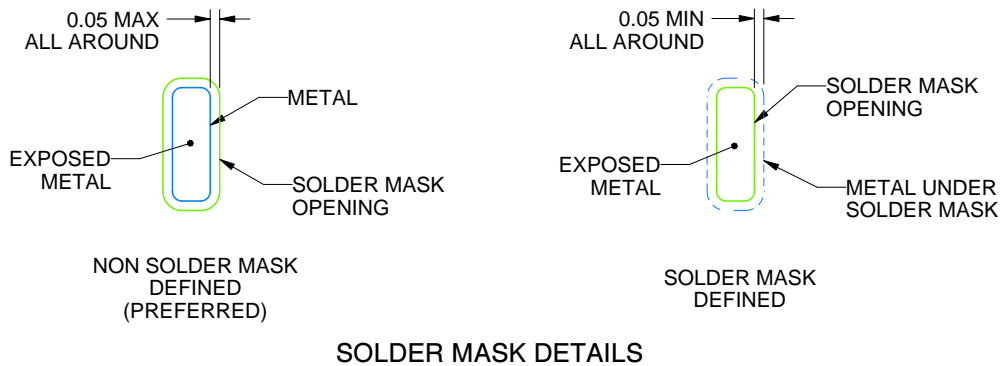 0.05 MAX
ALL AROUND
METAL
EXPOSED
METAL
SOLDER MASK
OPENING
NON SOLDER MASK
DEFINED
(PREFERRED)
0.05 MIN
ALL AROUND
SOLDER MASK
OPENING
EXPOSED
METAL
METAL UNDER
SOLDER MASK
SOLDER MASK
DEFINED
SOLDER MASK DETAILS